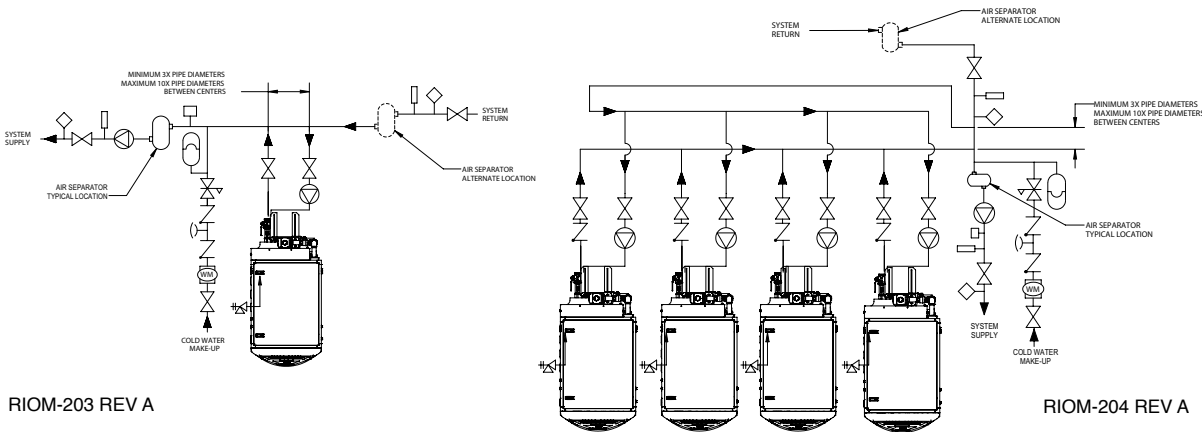 MINIMUM 3X PIPE DIAMETERS
MAXIMUM 10X PIPE DIAMETERS
BETWEEN CENTERS
SYSTEM
SUPPLY
SYSTEM
RETURN
AIR SEPARATOR
TYPICAL LOCATION
AIR SEPARATOR
ALTERNATE LOCATION
WM
COLD WATER
MAKE-UP
RIOM-203 REV A
AIR SEPARATOR
ALTERNATE LOCATION
SYSTEM
RETURN
MINIMUM 3X PIPE DIAMETERS
MAXIMUM 10X PIPE DIAMETERS
BETWEEN CENTERS
AIR SEPARATOR
TYPICAL LOCATION
WM
SYSTEM
SUPPLY
COLD WATER
MAKE-UP
RIOM-204 REV A